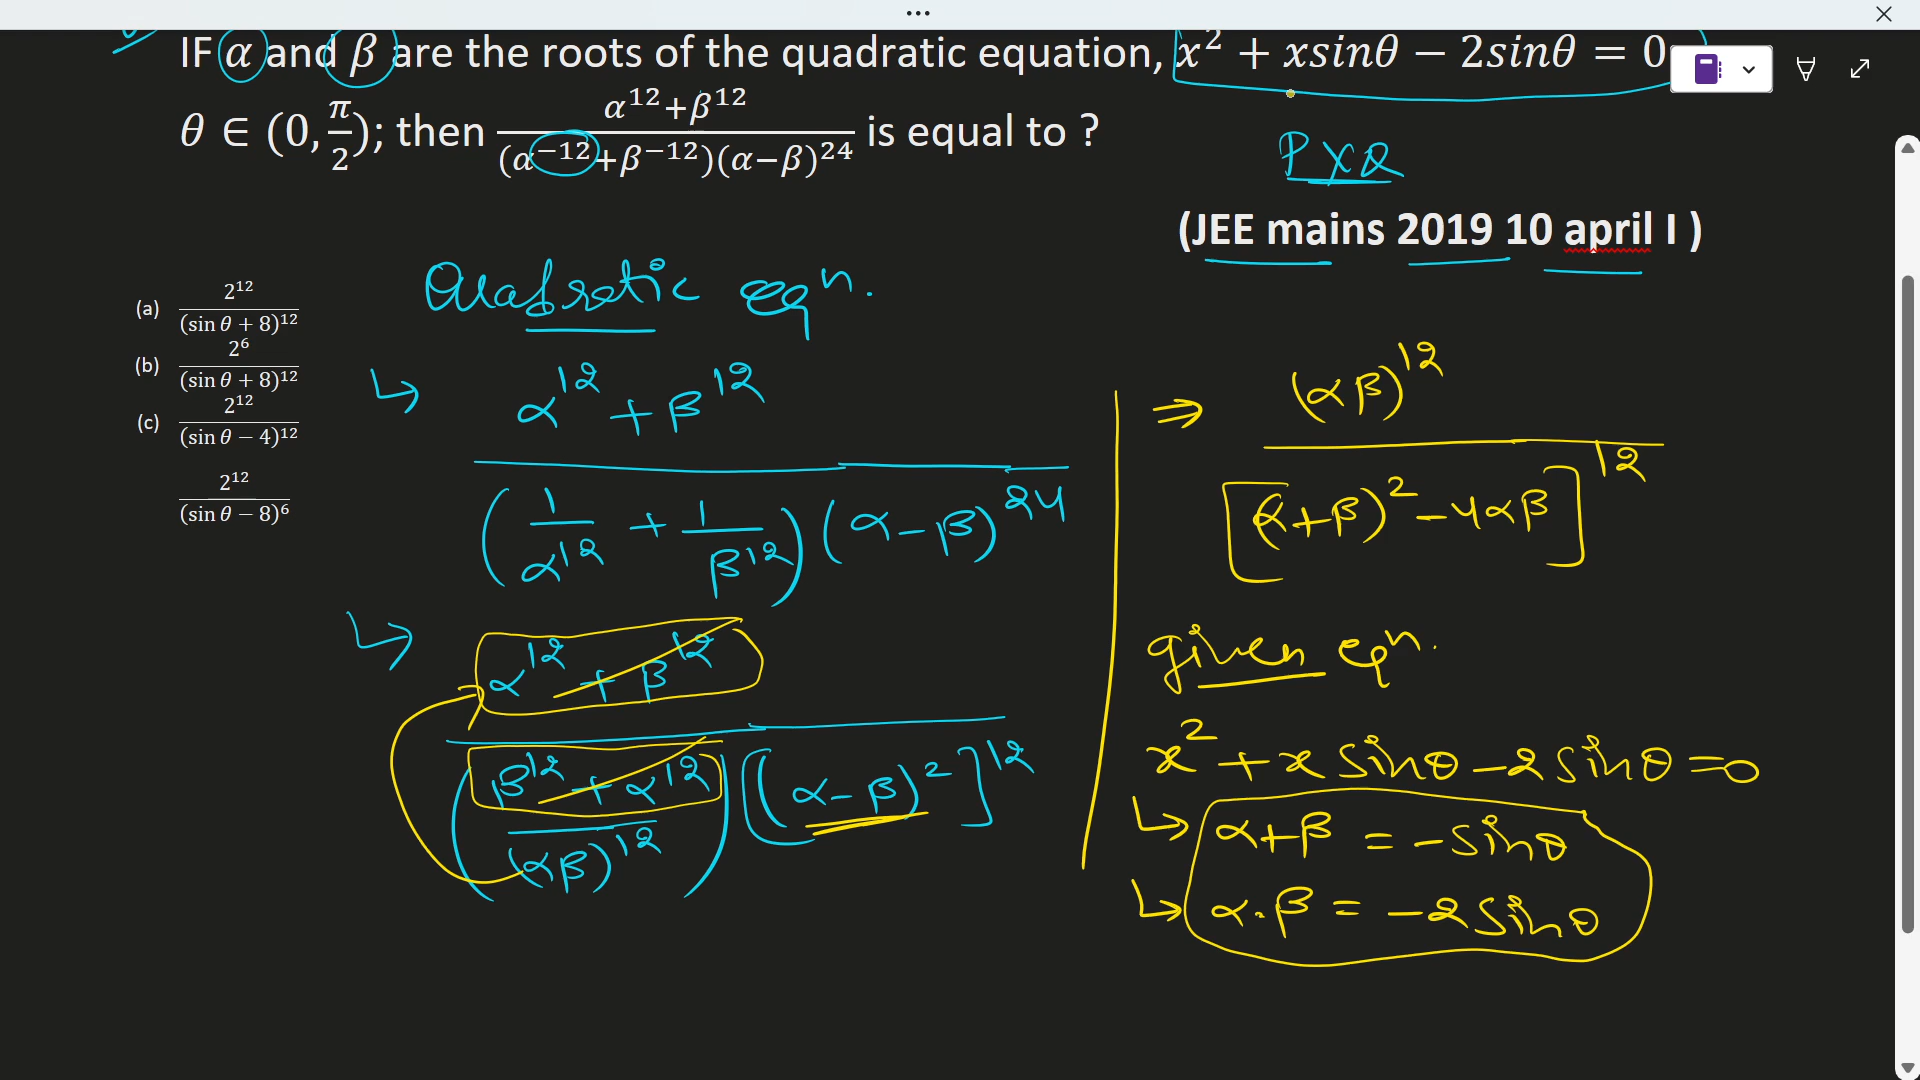 IF α and β are the roots of the quadratic equation, x² + xsinθ − 2sinθ = 0
θ ∈ (0, π/2); then (α¹²+β¹²)/((α⁻¹²+β⁻¹²)(α−β)²⁴) is equal to ?
PYQ
(JEE mains 2019 10 april I )
(a) 2¹²/(sin θ + 8)¹²
(b) 2⁶/(sin θ + 8)¹²
(c) 2¹²/(sin θ − 4)¹²
2¹²/(sin θ − 8)⁶
Quadratic eqⁿ.
↳ (α¹² + β¹²)/((1/α¹² + 1/β¹²)(α − β)²⁴)
↳ (α¹² + β¹²)/(((β¹² + α¹²)/(αβ)¹²)[(α − β)²]¹²)
⇒ (αβ)¹²/[(α+β)² − 4αβ]¹²
given eqⁿ.
x² + x sinθ − 2 sinθ = 0
↳ α+β = −sinθ
↳ α.β = −2sinθ